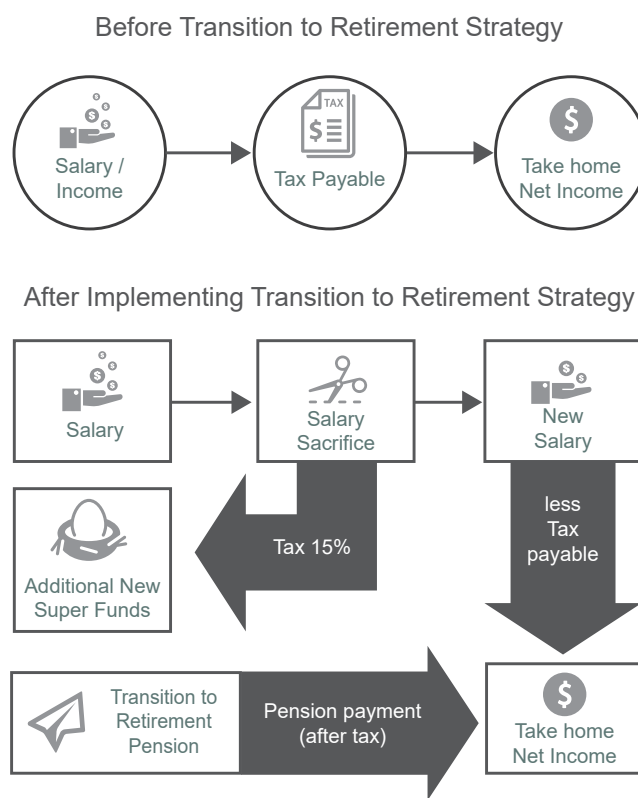 Before Transition to Retirement Strategy
Salary /
Income
TAX
$
Tax Payable
$
Take home
Net Income
After Implementing Transition to Retirement Strategy
Salary
Salary
Sacrifice
New
Salary
Additional New
Super Funds
Tax 15%
less
Tax
payable
Transition to
Retirement
Pension
Pension payment
(after tax)
$
Take home
Net Income